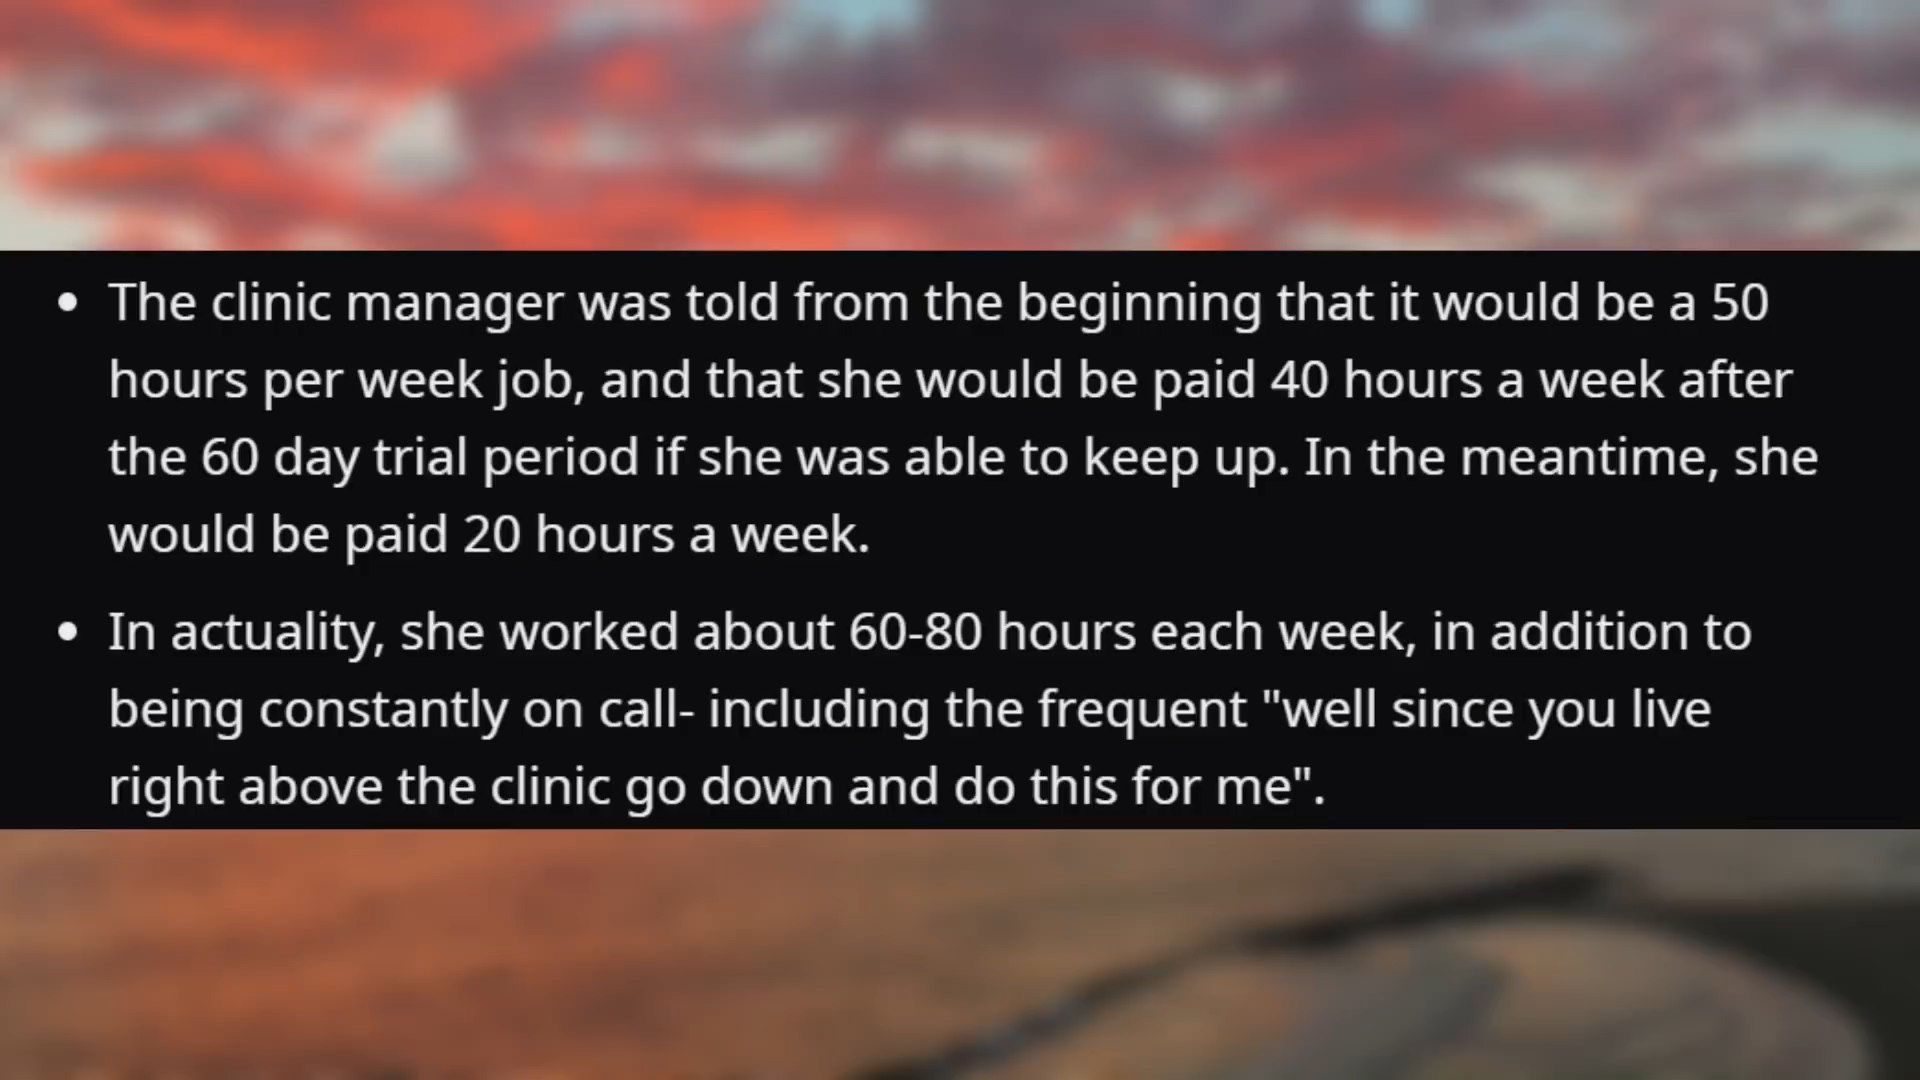 • The clinic manager was told from the beginning that it would be a 50
hours per week job, and that she would be paid 40 hours a week after
the 60 day trial period if she was able to keep up. In the meantime, she
would be paid 20 hours a week.
• In actuality, she worked about 60-80 hours each week, in addition to
being constantly on call- including the frequent "well since you live
right above the clinic go down and do this for me".